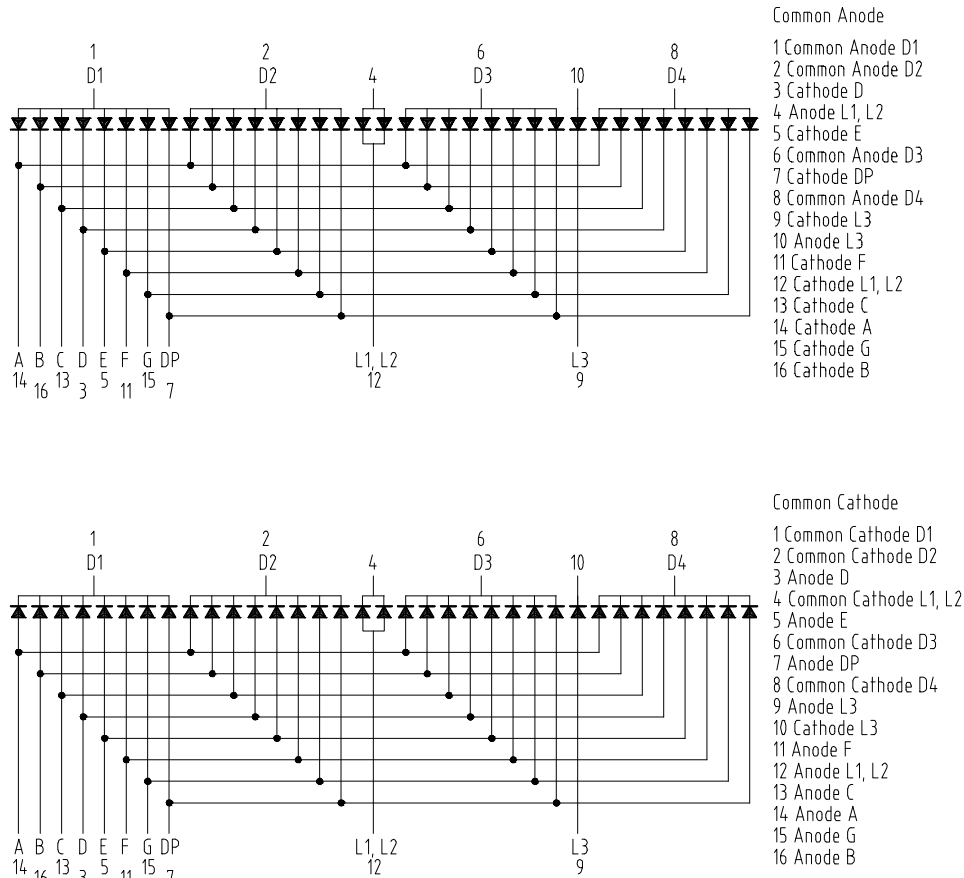 Common Anode
1 2 4 6 10 8
D1 D2 D3 D4
1 Common Anode D1
2 Common Anode D2
3 Cathode D
4 Anode L1, L2
5 Cathode E
6 Common Anode D3
7 Cathode DP
8 Common Anode D4
9 Cathode L3
10 Anode L3
11 Cathode F
12 Cathode L1, L2
13 Cathode C
14 Cathode A
15 Cathode G
16 Cathode B
A B C D E F G DP L1, L2 L3
14 16 13 3 5 11 15 7 12 9
Common Cathode
1 2 4 6 10 8
D1 D2 D3 D4
1 Common Cathode D1
2 Common Cathode D2
3 Anode D
4 Common Cathode L1, L2
5 Anode E
6 Common Cathode D3
7 Anode DP
8 Common Cathode D4
9 Anode L3
10 Cathode L3
11 Anode F
12 Anode L1, L2
13 Anode C
14 Anode A
15 Anode G
16 Anode B
A B C D E F G DP L1, L2 L3
14 16 13 3 5 11 15 7 12 9